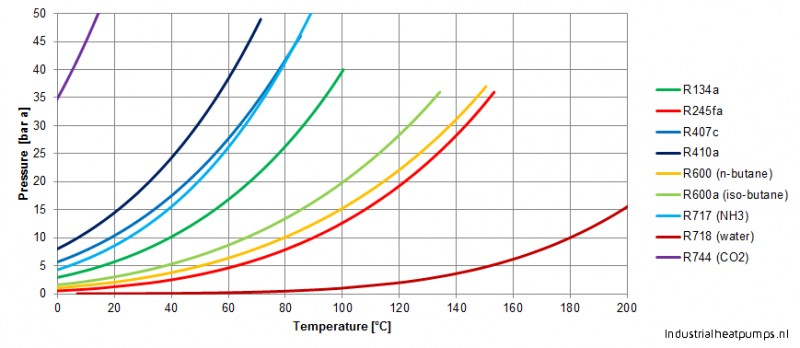 50
45
40
35
30
25
20
15
10
5
0
Pressure [bar a]
0 20 40 60 80 100 120 140 160 180 200
Temperature [°C]
R134a
R245fa
R407c
R410a
R600 (n-butane)
R600a (iso-butane)
R717 (NH3)
R718 (water)
R744 (CO2)
Industrialheatpumps.nl